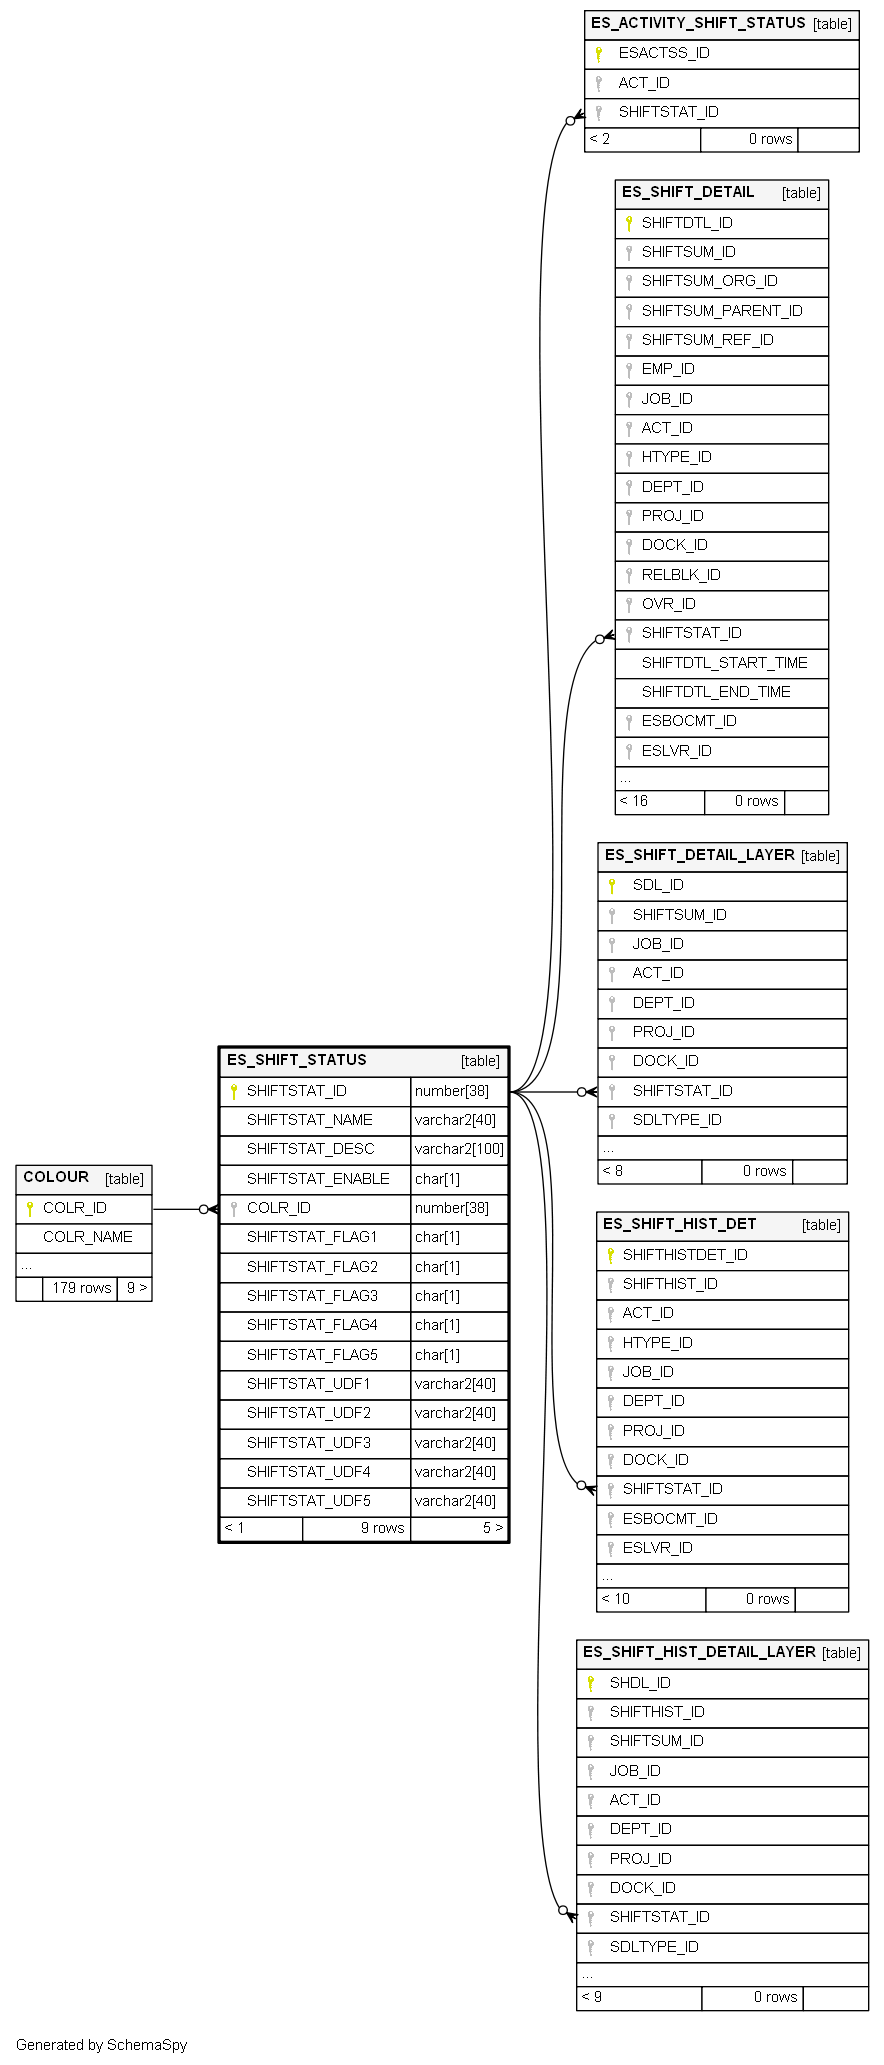 ES_ACTIVITY_SHIFT_STATUS [table]
ESACTSS_ID
ACT_ID
SHIFTSTAT_ID
< 2 0 rows
ES_SHIFT_DETAIL [table]
SHIFTDTL_ID
SHIFTSUM_ID
SHIFTSUM_ORG_ID
SHIFTSUM_PARENT_ID
SHIFTSUM_REF_ID
EMP_ID
JOB_ID
ACT_ID
HTYPE_ID
DEPT_ID
PROJ_ID
DOCK_ID
RELBLK_ID
OVR_ID
SHIFTSTAT_ID
SHIFTDTL_START_TIME
SHIFTDTL_END_TIME
ESBOCMT_ID
ESLVR_ID
...
< 16 0 rows
ES_SHIFT_DETAIL_LAYER [table]
SDL_ID
SHIFTSUM_ID
JOB_ID
ACT_ID
DEPT_ID
PROJ_ID
DOCK_ID
SHIFTSTAT_ID
SDLTYPE_ID
...
< 8 0 rows
ES_SHIFT_STATUS [table]
SHIFTSTAT_ID number[38]
SHIFTSTAT_NAME varchar2[40]
SHIFTSTAT_DESC varchar2[100]
SHIFTSTAT_ENABLE char[1]
COLR_ID number[38]
SHIFTSTAT_FLAG1 char[1]
SHIFTSTAT_FLAG2 char[1]
SHIFTSTAT_FLAG3 char[1]
SHIFTSTAT_FLAG4 char[1]
SHIFTSTAT_FLAG5 char[1]
SHIFTSTAT_UDF1 varchar2[40]
SHIFTSTAT_UDF2 varchar2[40]
SHIFTSTAT_UDF3 varchar2[40]
SHIFTSTAT_UDF4 varchar2[40]
SHIFTSTAT_UDF5 varchar2[40]
< 1 9 rows 5 >
COLOUR [table]
COLR_ID
COLR_NAME
...
179 rows 9 >
ES_SHIFT_HIST_DET [table]
SHIFTHISTDET_ID
SHIFTHIST_ID
ACT_ID
HTYPE_ID
JOB_ID
DEPT_ID
PROJ_ID
DOCK_ID
SHIFTSTAT_ID
ESBOCMT_ID
ESLVR_ID
...
< 10 0 rows
ES_SHIFT_HIST_DETAIL_LAYER [table]
SHDL_ID
SHIFTHIST_ID
SHIFTSUM_ID
JOB_ID
ACT_ID
DEPT_ID
PROJ_ID
DOCK_ID
SHIFTSTAT_ID
SDLTYPE_ID
...
< 9 0 rows
Generated by SchemaSpy